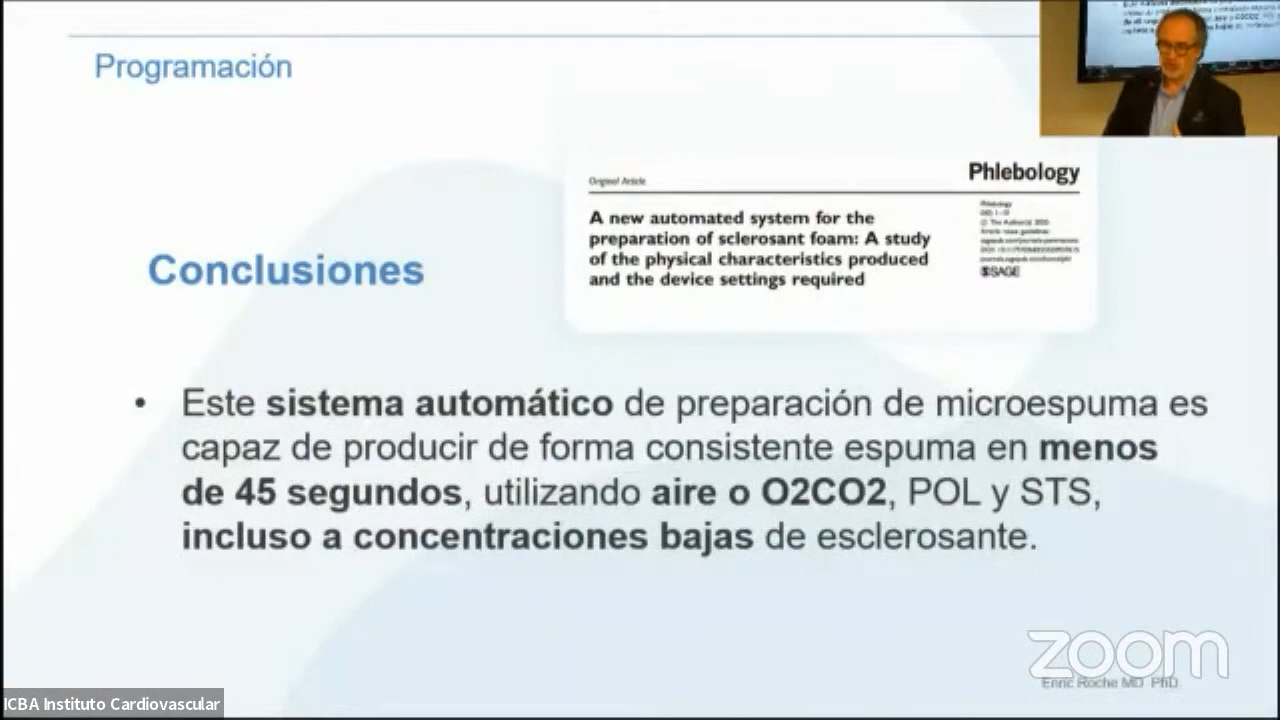 Programación
Original Article
Phlebology
A new automated system for the
preparation of sclerosant foam: A study
of the physical characteristics produced
and the device settings required
Phlebology
SAGE
Conclusiones
• Este sistema automático de preparación de microespuma es
capaz de producir de forma consistente espuma en menos
de 45 segundos, utilizando aire o O2CO2, POL y STS,
incluso a concentraciones bajas de esclerosante.
zoom
Enric Roche MD PhD
ICBA Instituto Cardiovascular